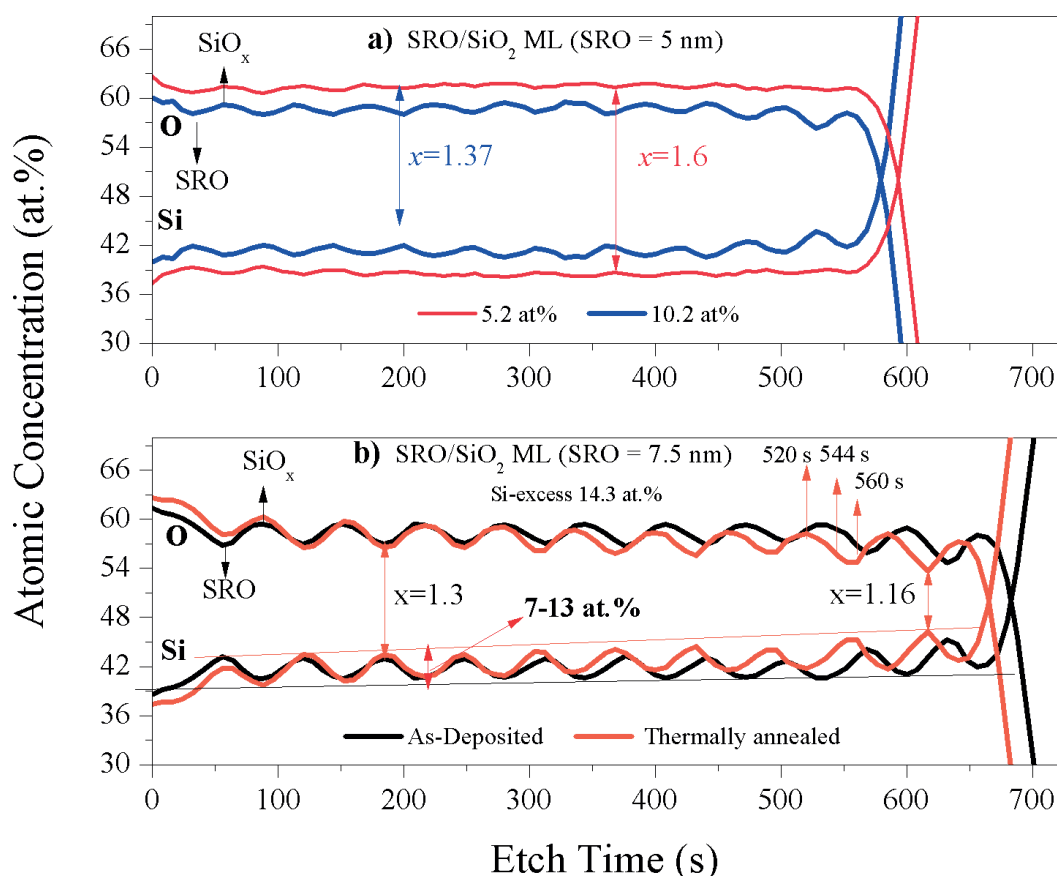 Atomic Concentration (at.%)
66
60
54
48
42
36
30
a) SRO/SiO₂ ML (SRO = 5 nm)
SiOₓ
O
SRO
x=1.37
x=1.6
Si
5.2 at%
10.2 at%
0 100 200 300 400 500 600 700
66
60
54
48
42
36
30
b) SRO/SiO₂ ML (SRO = 7.5 nm)
Si-excess 14.3 at.%
520 s 544 s
560 s
SiOₓ
O
SRO
x=1.3
7-13 at.%
x=1.16
Si
As-Deposited
Thermally annealed
0 100 200 300 400 500 600 700
Etch Time (s)